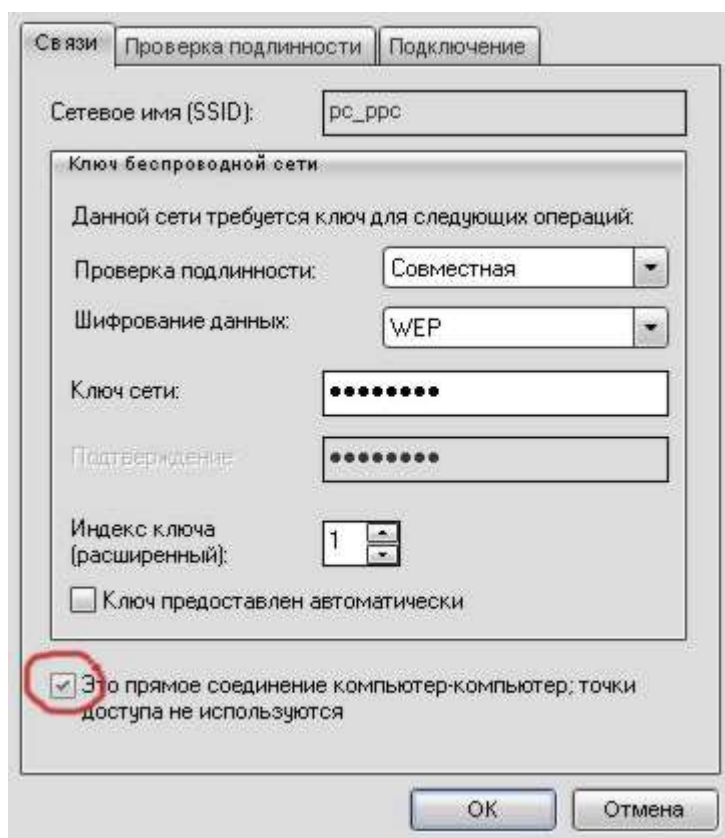 Связи Проверка подлинности Подключение
Сетевое имя (SSID): pc_ppc
Ключ беспроводной сети
Данной сети требуется ключ для следующих операций:
Проверка подлинности: Совместная
Шифрование данных: WEP
Ключ сети: ●●●●●●●●
Подтверждение ●●●●●●●●
Индекс ключа
(расширенный): 1
Ключ предоставлен автоматически
Это прямое соединение компьютер-компьютер; точки
доступа не используются
ОК Отмена